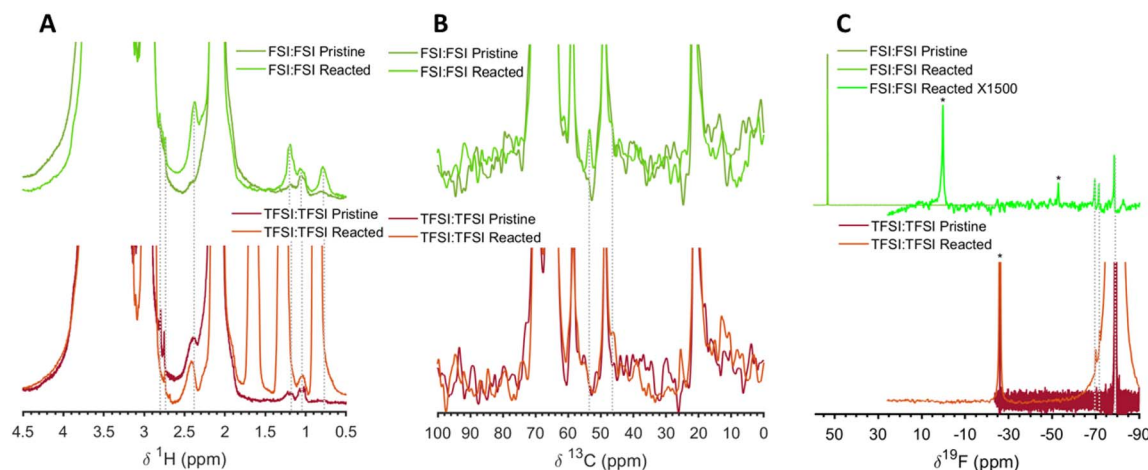 A
B
C
FSI:FSI Pristine
FSI:FSI Reacted
FSI:FSI Pristine
FSI:FSI Reacted
FSI:FSI Pristine
FSI:FSI Reacted
FSI:FSI Reacted X1500
*
*
TFSI:TFSI Pristine
TFSI:TFSI Reacted
TFSI:TFSI Pristine
TFSI:TFSI Reacted
TFSI:TFSI Pristine
TFSI:TFSI Reacted
*
4.5 4 3.5 3 2.5 2 1.5 1 0.5
100 90 80 70 60 50 40 30 20 10 0
50 30 10 -10 -30 -50 -70 -90
δ ¹H (ppm)
δ ¹³C (ppm)
δ¹⁹F (ppm)